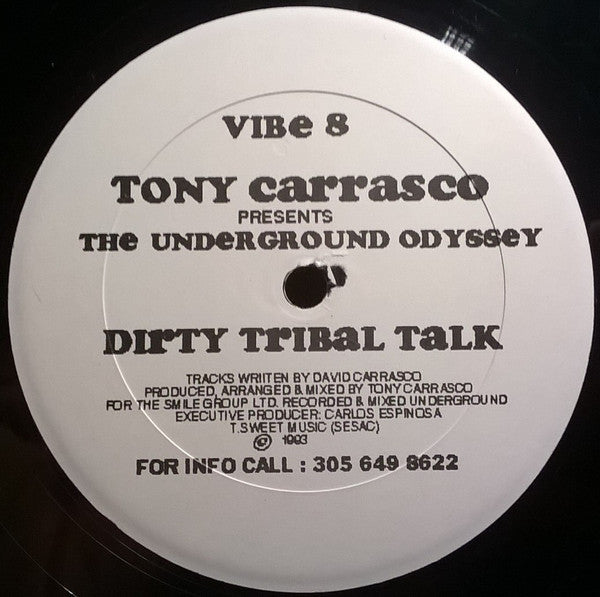 VIBe 8
TONY carrasco
PRESENTS
THe UNDeRGROUND ODYSSeY
DIrTY TrIBaL TaLK
TRACKS WRIITEN BY DAVID CARRASCO
PRODUCED, ARRANGED & MIXED BY TONY CARRASCO
FOR THE SMILE GROUP LTD. RECORDED & MIXED UNDERGROUND
EXECUTIVE PRODUCER: CARLOS ESPINOSA
T.SWEET MUSIC (SESAC)
© 1993
FOR INFO CALL : 305 649 8622